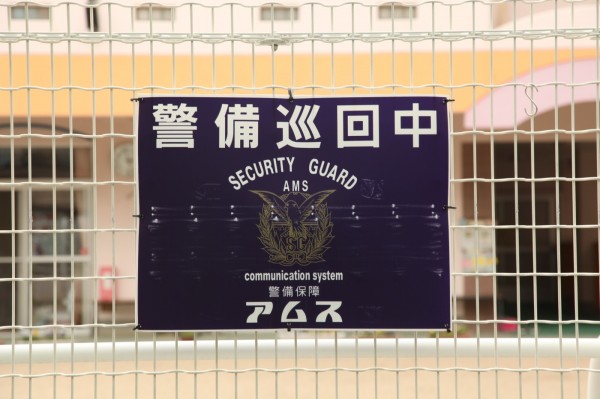 警備巡回中
SECURITY GUARD
AMS
communication system
警備保障
アムス